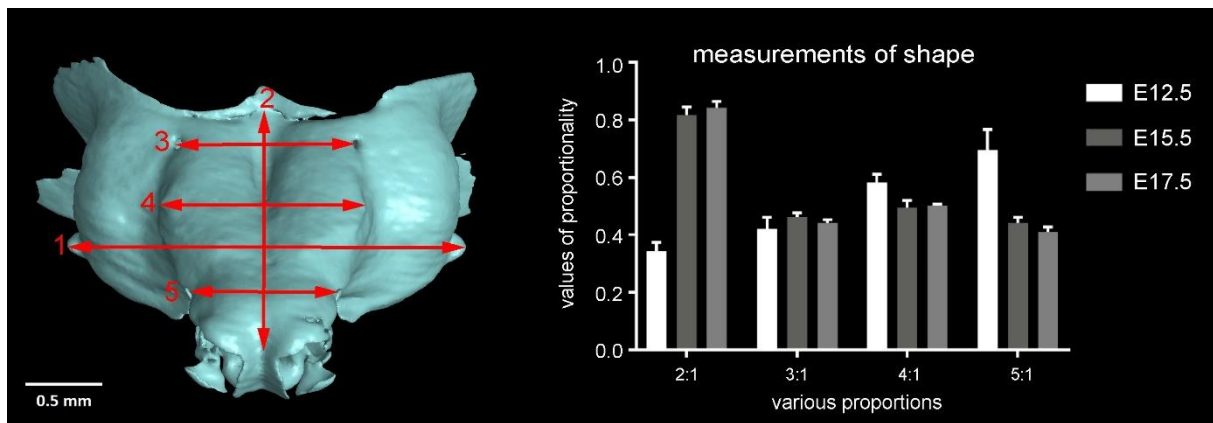 2
3
4
1
5
0.5 mm
measurements of shape
values of proportionality
1.0
0.8
0.6
0.4
0.2
0.0
2:1
3:1
4:1
5:1
various proportions
E12.5
E15.5
E17.5